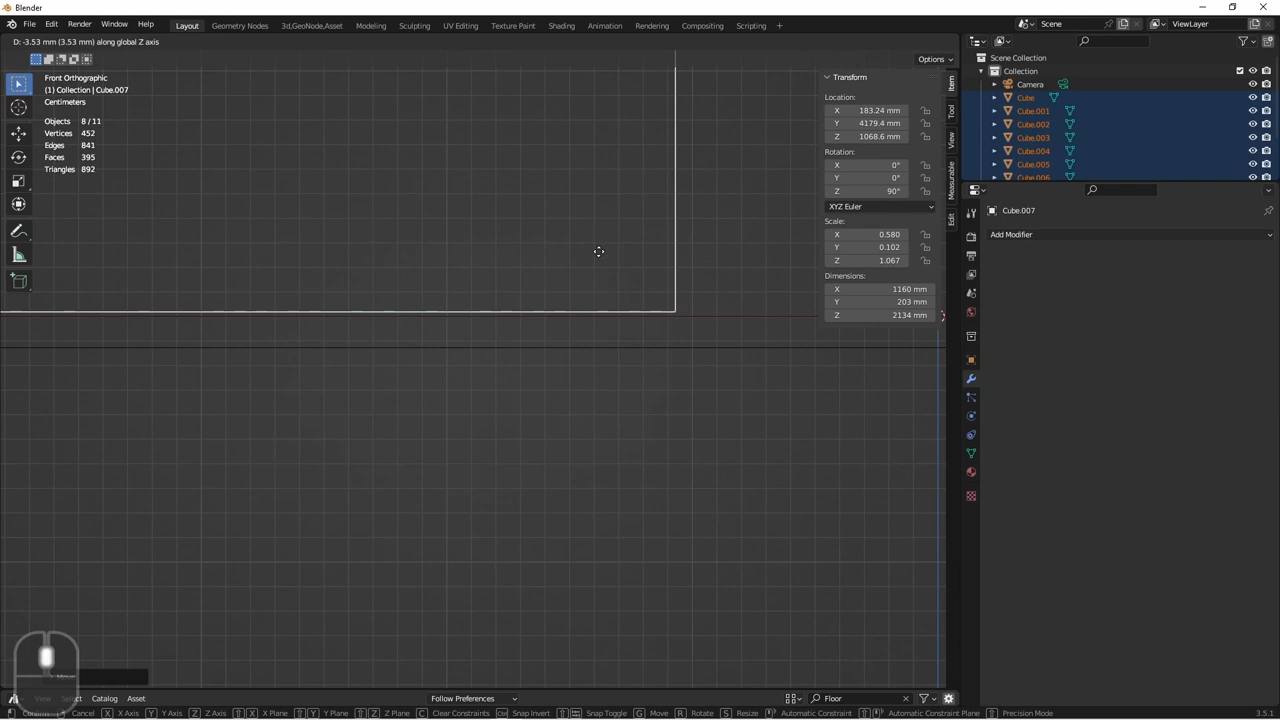 Blender
File Edit Render Window Help Layout Geometry Nodes 3d,GeoNode,Asset Modeling Sculpting UV Editing Texture Paint Shading Animation Rendering Compositing Scripting + Scene ViewLayer
D: -3.53 mm (3.53 mm) along global Z axis
Options
Front Orthographic
(1) Collection | Cube.007
Centimeters
Objects 8 / 11
Vertices 452
Edges 841
Faces 395
Triangles 892
Transform
Location:
X 183.24 mm
Y 4179.4 mm
Z 1068.6 mm
Rotation:
X 0°
Y 0°
Z 90°
XYZ Euler
Scale:
X 0.580
Y 0.102
Z 1.067
Dimensions:
X 1160 mm
Y 203 mm
Z 2134 mm
Item
Tool
View
Measurable
Edit
Scene Collection
Collection
Camera
Cube
Cube.001
Cube.002
Cube.003
Cube.004
Cube.005
Cube.006
Cube.007
Add Modifier
Move
View Select Catalog Asset Follow Preferences Floor
Confirm Cancel X X Axis Y Y Axis Z Z Axis X X Plane Y Y Plane Z Z Plane C Clear Constraints Snap Invert Snap Toggle G Move R Rotate S Resize Automatic Constraint Automatic Constraint Plane Precision Mode 3.5.1